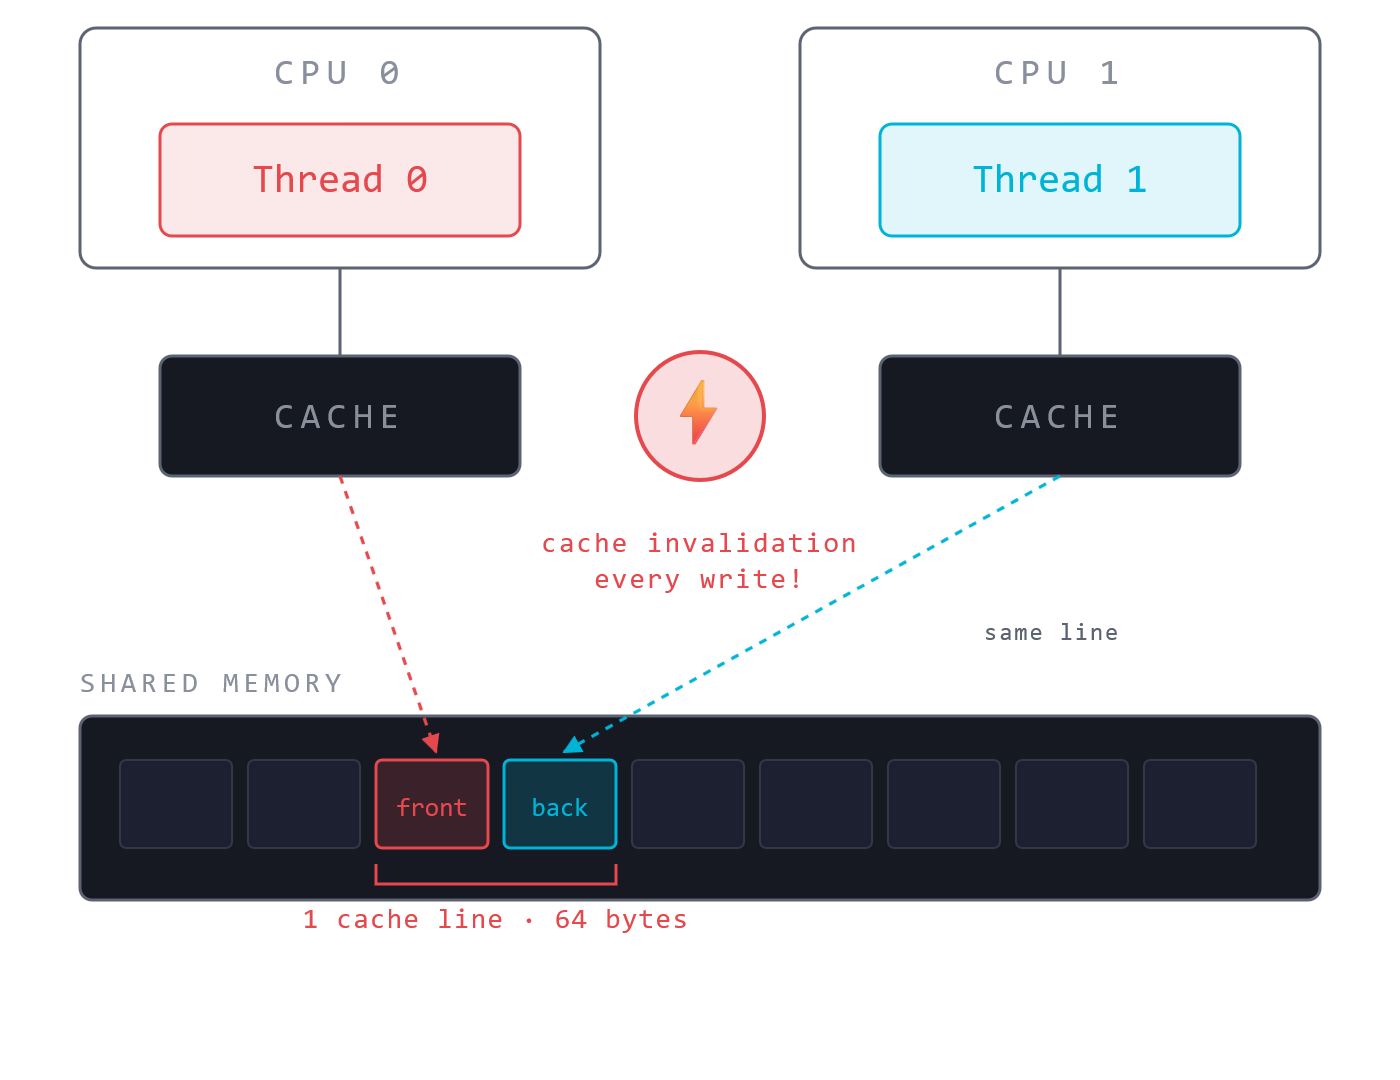 CPU 0
CPU 1
Thread 0
Thread 1
CACHE
CACHE
cache invalidation
every write!
same line
SHARED MEMORY
front
back
1 cache line · 64 bytes